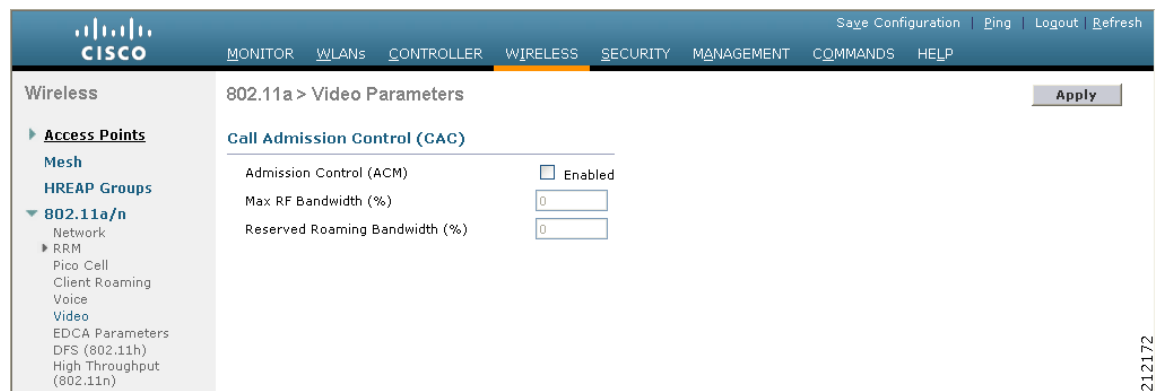 Save Configuration | Ping | Logout | Refresh
CISCO
MONITOR WLANs CONTROLLER WIRELESS SECURITY MANAGEMENT COMMANDS HELP
Wireless
Access Points
Mesh
HREAP Groups
802.11a/n
Network
RRM
Pico Cell
Client Roaming
Voice
Video
EDCA Parameters
DFS (802.11h)
High Throughput
(802.11n)
802.11a > Video Parameters
Apply
Call Admission Control (CAC)
Admission Control (ACM) Enabled
Max RF Bandwidth (%) 0
Reserved Roaming Bandwidth (%) 0
212172